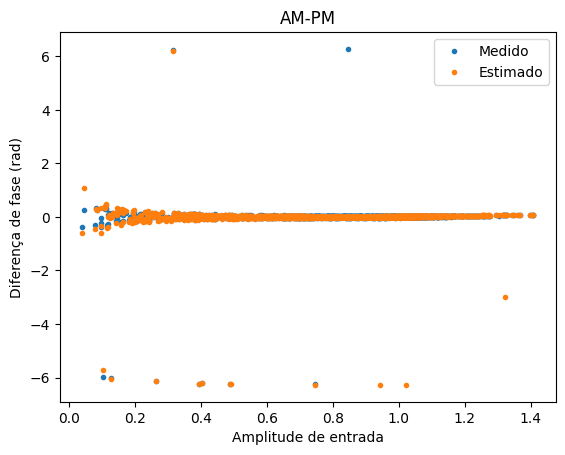 AM-PM
Medido
Estimado
6
4
2
0
−2
−4
−6
Diferença de fase (rad)
0.0 0.2 0.4 0.6 0.8 1.0 1.2 1.4
Amplitude de entrada